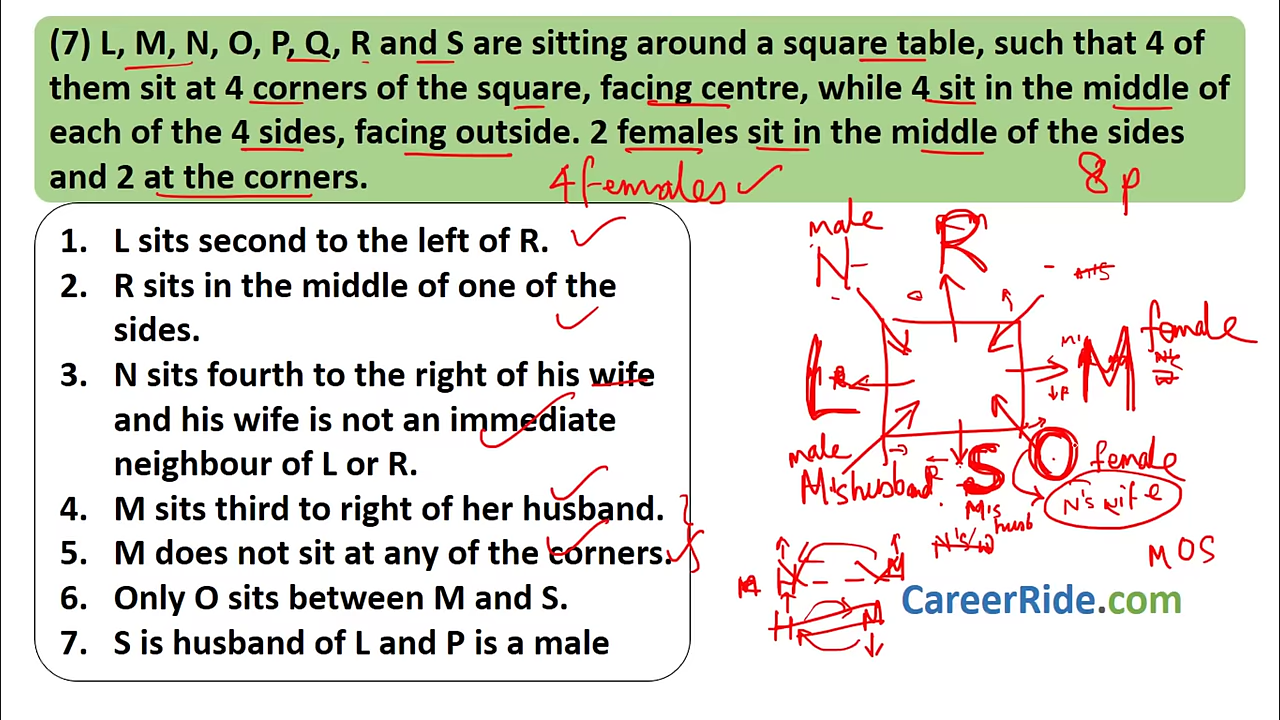 (7) L, M, N, O, P, Q, R and S are sitting around a square table, such that 4 of
them sit at 4 corners of the square, facing centre, while 4 sit in the middle of
each of the 4 sides, facing outside. 2 females sit in the middle of the sides
and 2 at the corners.
4 females
8 p
1. L sits second to the left of R.
2. R sits in the middle of one of the
sides.
3. N sits fourth to the right of his wife
and his wife is not an immediate
neighbour of L or R.
4. M sits third to right of her husband.
5. M does not sit at any of the corners.
6. Only O sits between M and S.
7. S is husband of L and P is a male
male
N
R
female
M
L
male
M's husband
S
O
female
N's wife
M's
husb
M O S
H
M
H
M
CareerRide.com